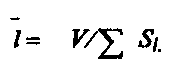 l̄ = V/∑ Sₗ.